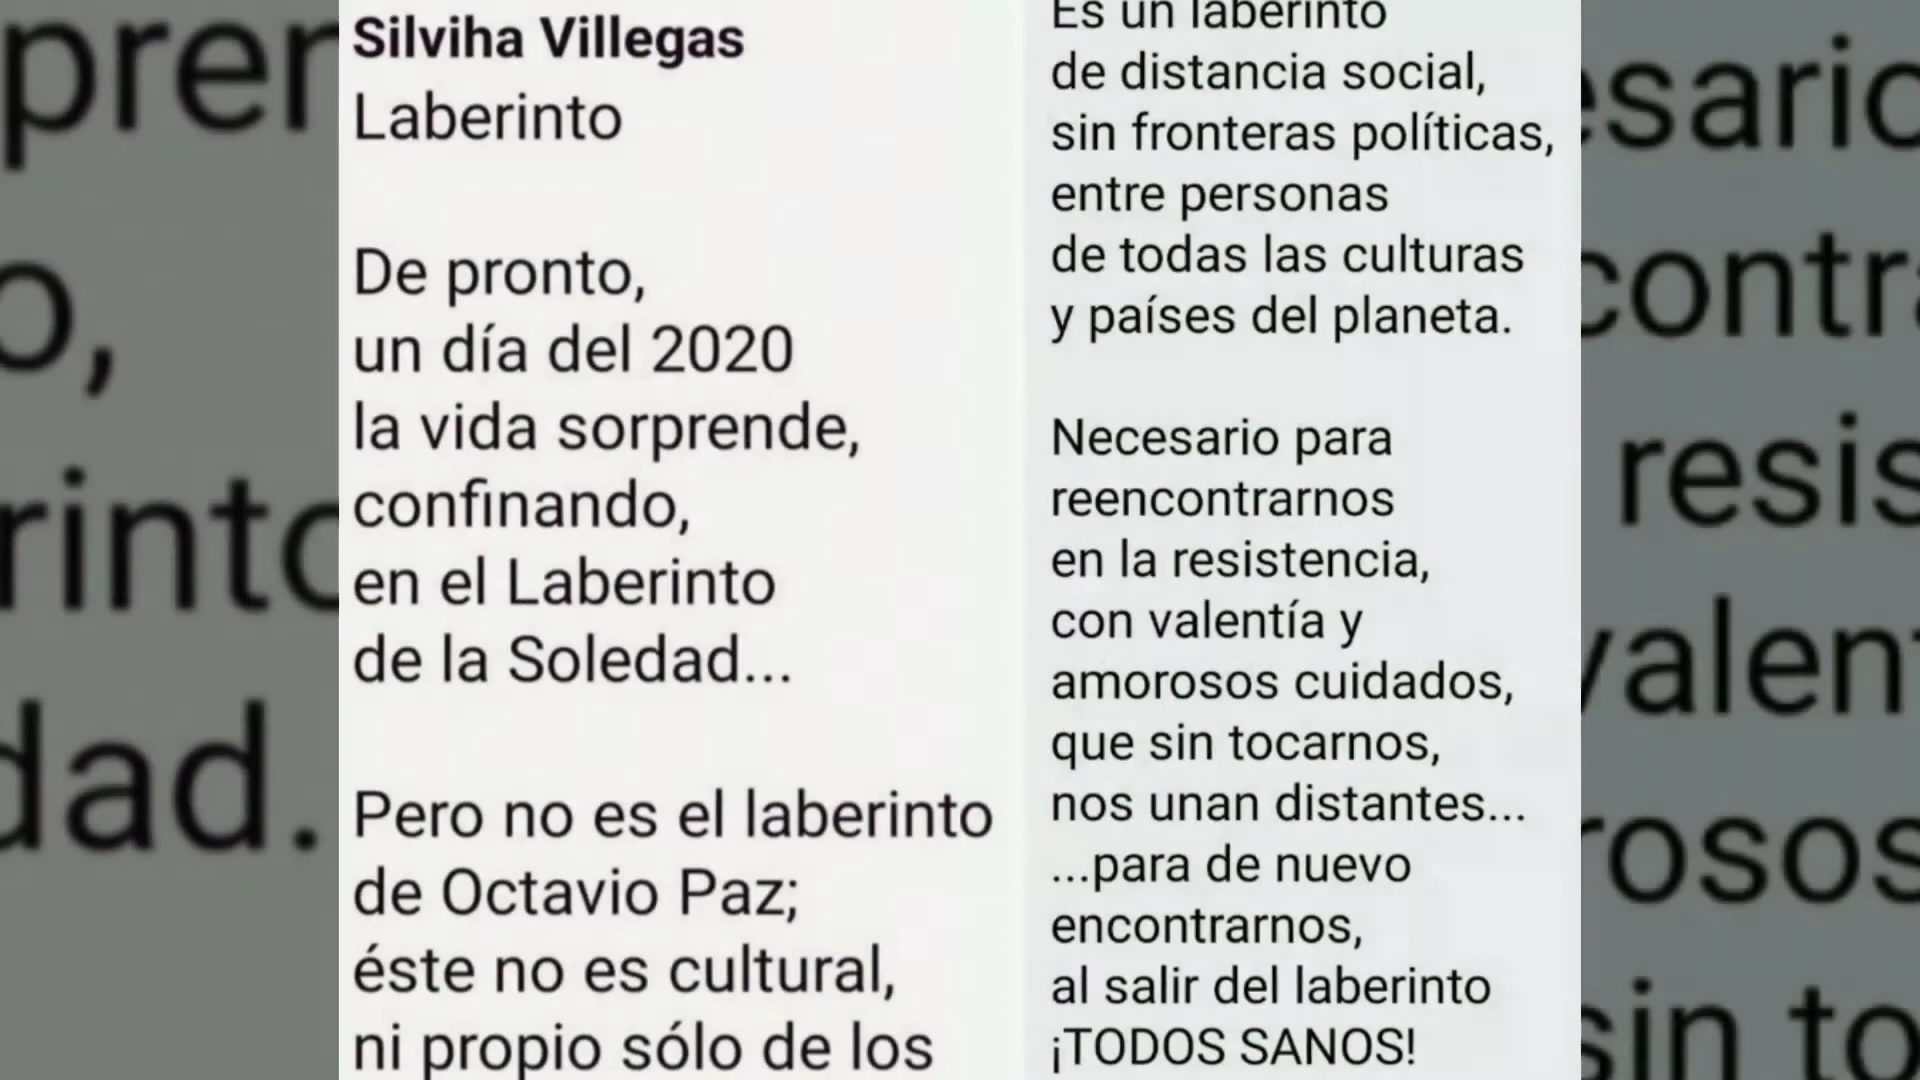 Silviha Villegas
Laberinto
De pronto,
un día del 2020
la vida sorprende,
confinando,
en el Laberinto
de la Soledad...
Pero no es el laberinto
de Octavio Paz;
éste no es cultural,
ni propio sólo de los
Es un laberinto
de distancia social,
sin fronteras políticas,
entre personas
de todas las culturas
y países del planeta.
Necesario para
reencontrarnos
en la resistencia,
con valentía y
amorosos cuidados,
que sin tocarnos,
nos unan distantes...
...para de nuevo
encontrarnos,
al salir del laberinto
¡TODOS SANOS!